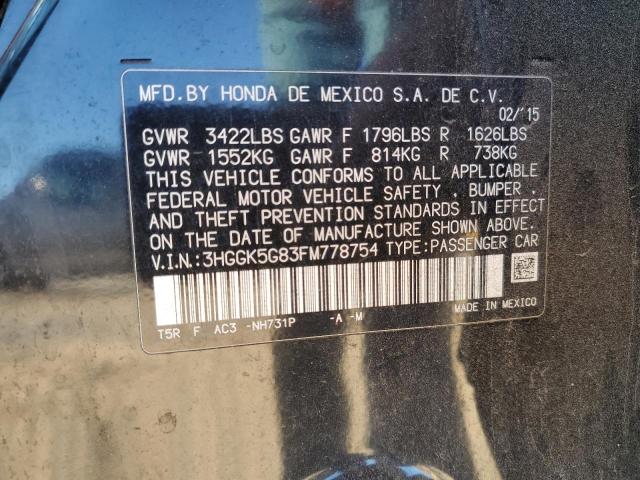 MFD. BY HONDA DE MEXICO S.A. DE C.V.
02/'15
GVWR 3422LBS GAWR F 1796LBS R 1626LBS
GVWR 1552KG GAWR F 814KG R 738KG
THIS VEHICLE CONFORMS TO ALL APPLICABLE
FEDERAL MOTOR VEHICLE SAFETY , BUMPER ,
AND THEFT PREVENTION STANDARDS IN EFFECT
ON THE DATE OF MANUFACTURE SHOWN ABOVE.
V.I.N.:3HGGK5G83FM778754 TYPE:PASSENGER CAR
MADE IN MEXICO
T5R F AC3 -NH731P -A -M